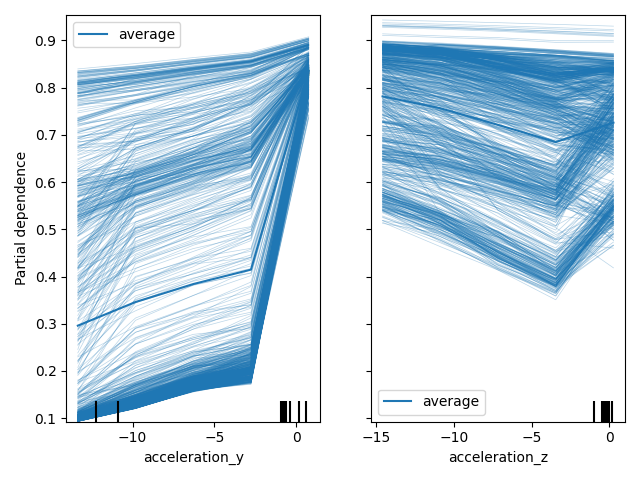 average
0.9
0.8
0.7
0.6
0.5
0.4
0.3
0.2
0.1
Partial dependence
−10 −5 0
acceleration_y
average
−15 −10 −5 0
acceleration_z